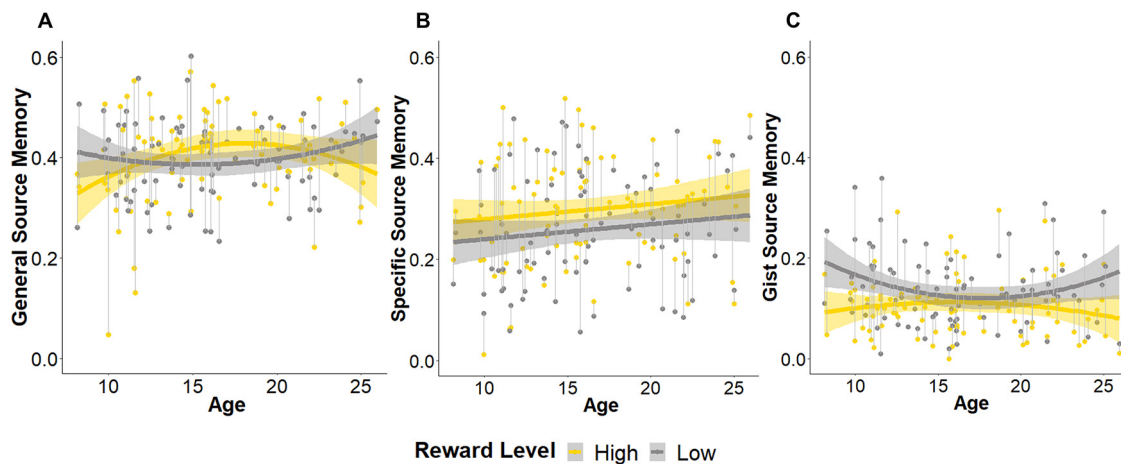 A
General Source Memory
0.6
0.4
0.2
0.0
10 15 20 25
Age
B
Specific Source Memory
0.6
0.4
0.2
0.0
10 15 20 25
Age
C
Gist Source Memory
0.6
0.4
0.2
0.0
10 15 20 25
Age
Reward Level High Low